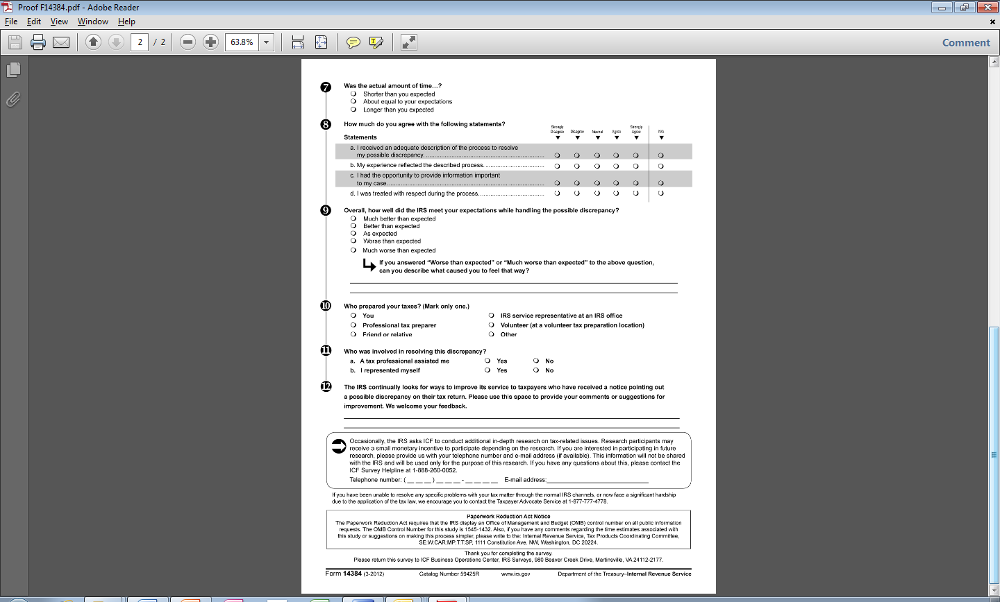 Proof F14384.pdf - Adobe Reader
File Edit View Window Help
2 / 2 63.8% Comment
7 Was the actual amount of time…?
Shorter than you expected
About equal to your expectations
Longer than you expected
8 How much do you agree with the following statements?
Strongly Disagree Disagree Neutral Agree Strongly Agree N/A
Statements
a. I received an adequate description of the process to resolve
my possible discrepancy.
b. My experience reflected the described process.
c. I had the opportunity to provide information important
to my case
d. I was treated with respect during the process.
9 Overall, how well did the IRS meet your expectations while handling the possible discrepancy?
Much better than expected
Better than expected
As expected
Worse than expected
Much worse than expected
If you answered “Worse than expected” or “Much worse than expected” to the above question,
can you describe what caused you to feel that way?
10 Who prepared your taxes? (Mark only one.)
You IRS service representative at an IRS office
Professional tax preparer Volunteer (at a volunteer tax preparation location)
Friend or relative Other
11 Who was involved in resolving this discrepancy?
a. A tax professional assisted me Yes No
b. I represented myself Yes No
12 The IRS continually looks for ways to improve its service to taxpayers who have received a notice pointing out
a possible discrepancy on their tax return. Please use this space to provide your comments or suggestions for
improvement. We welcome your feedback.
Occasionally, the IRS asks ICF to conduct additional in-depth research on tax-related issues. Research participants may
receive a small monetary incentive to participate depending on the research. If you are interested in participating in future
research, please provide us with your telephone number and e-mail address (if available). This information will not be shared
with the IRS and will be used only for the purpose of this research. If you have any questions about this, please contact the
ICF Survey Helpline at 1-888-260-0052.
Telephone number: ( __ __ __ ) __ __ __ - __ __ __ __ E-mail address:______________________________
If you have been unable to resolve any specific problems with your tax matter through the normal IRS channels, or now face a significant hardship
due to the application of the tax law, we encourage you to contact the Taxpayer Advocate Service at 1-877-777-4778.
Paperwork Reduction Act Notice
The Paperwork Reduction Act requires that the IRS display an Office of Management and Budget (OMB) control number on all public information
requests. The OMB Control Number for this study is 1545-1432. Also, if you have any comments regarding the time estimates associated with
this study or suggestions on making this process simpler, please write to the: Internal Revenue Service, Tax Products Coordinating Committee,
SE:W:CAR:MP:T:T:SP, 1111 Constitution Ave. NW, Washington, DC 20224.
Thank you for completing the survey.
Please return this survey to ICF Business Operations Center, IRS Surveys, 980 Beaver Creek Drive, Martinsville, VA 24112-2177.
Form 14384 (3-2012) Catalog Number 59425R www.irs.gov Department of the Treasury–Internal Revenue Service